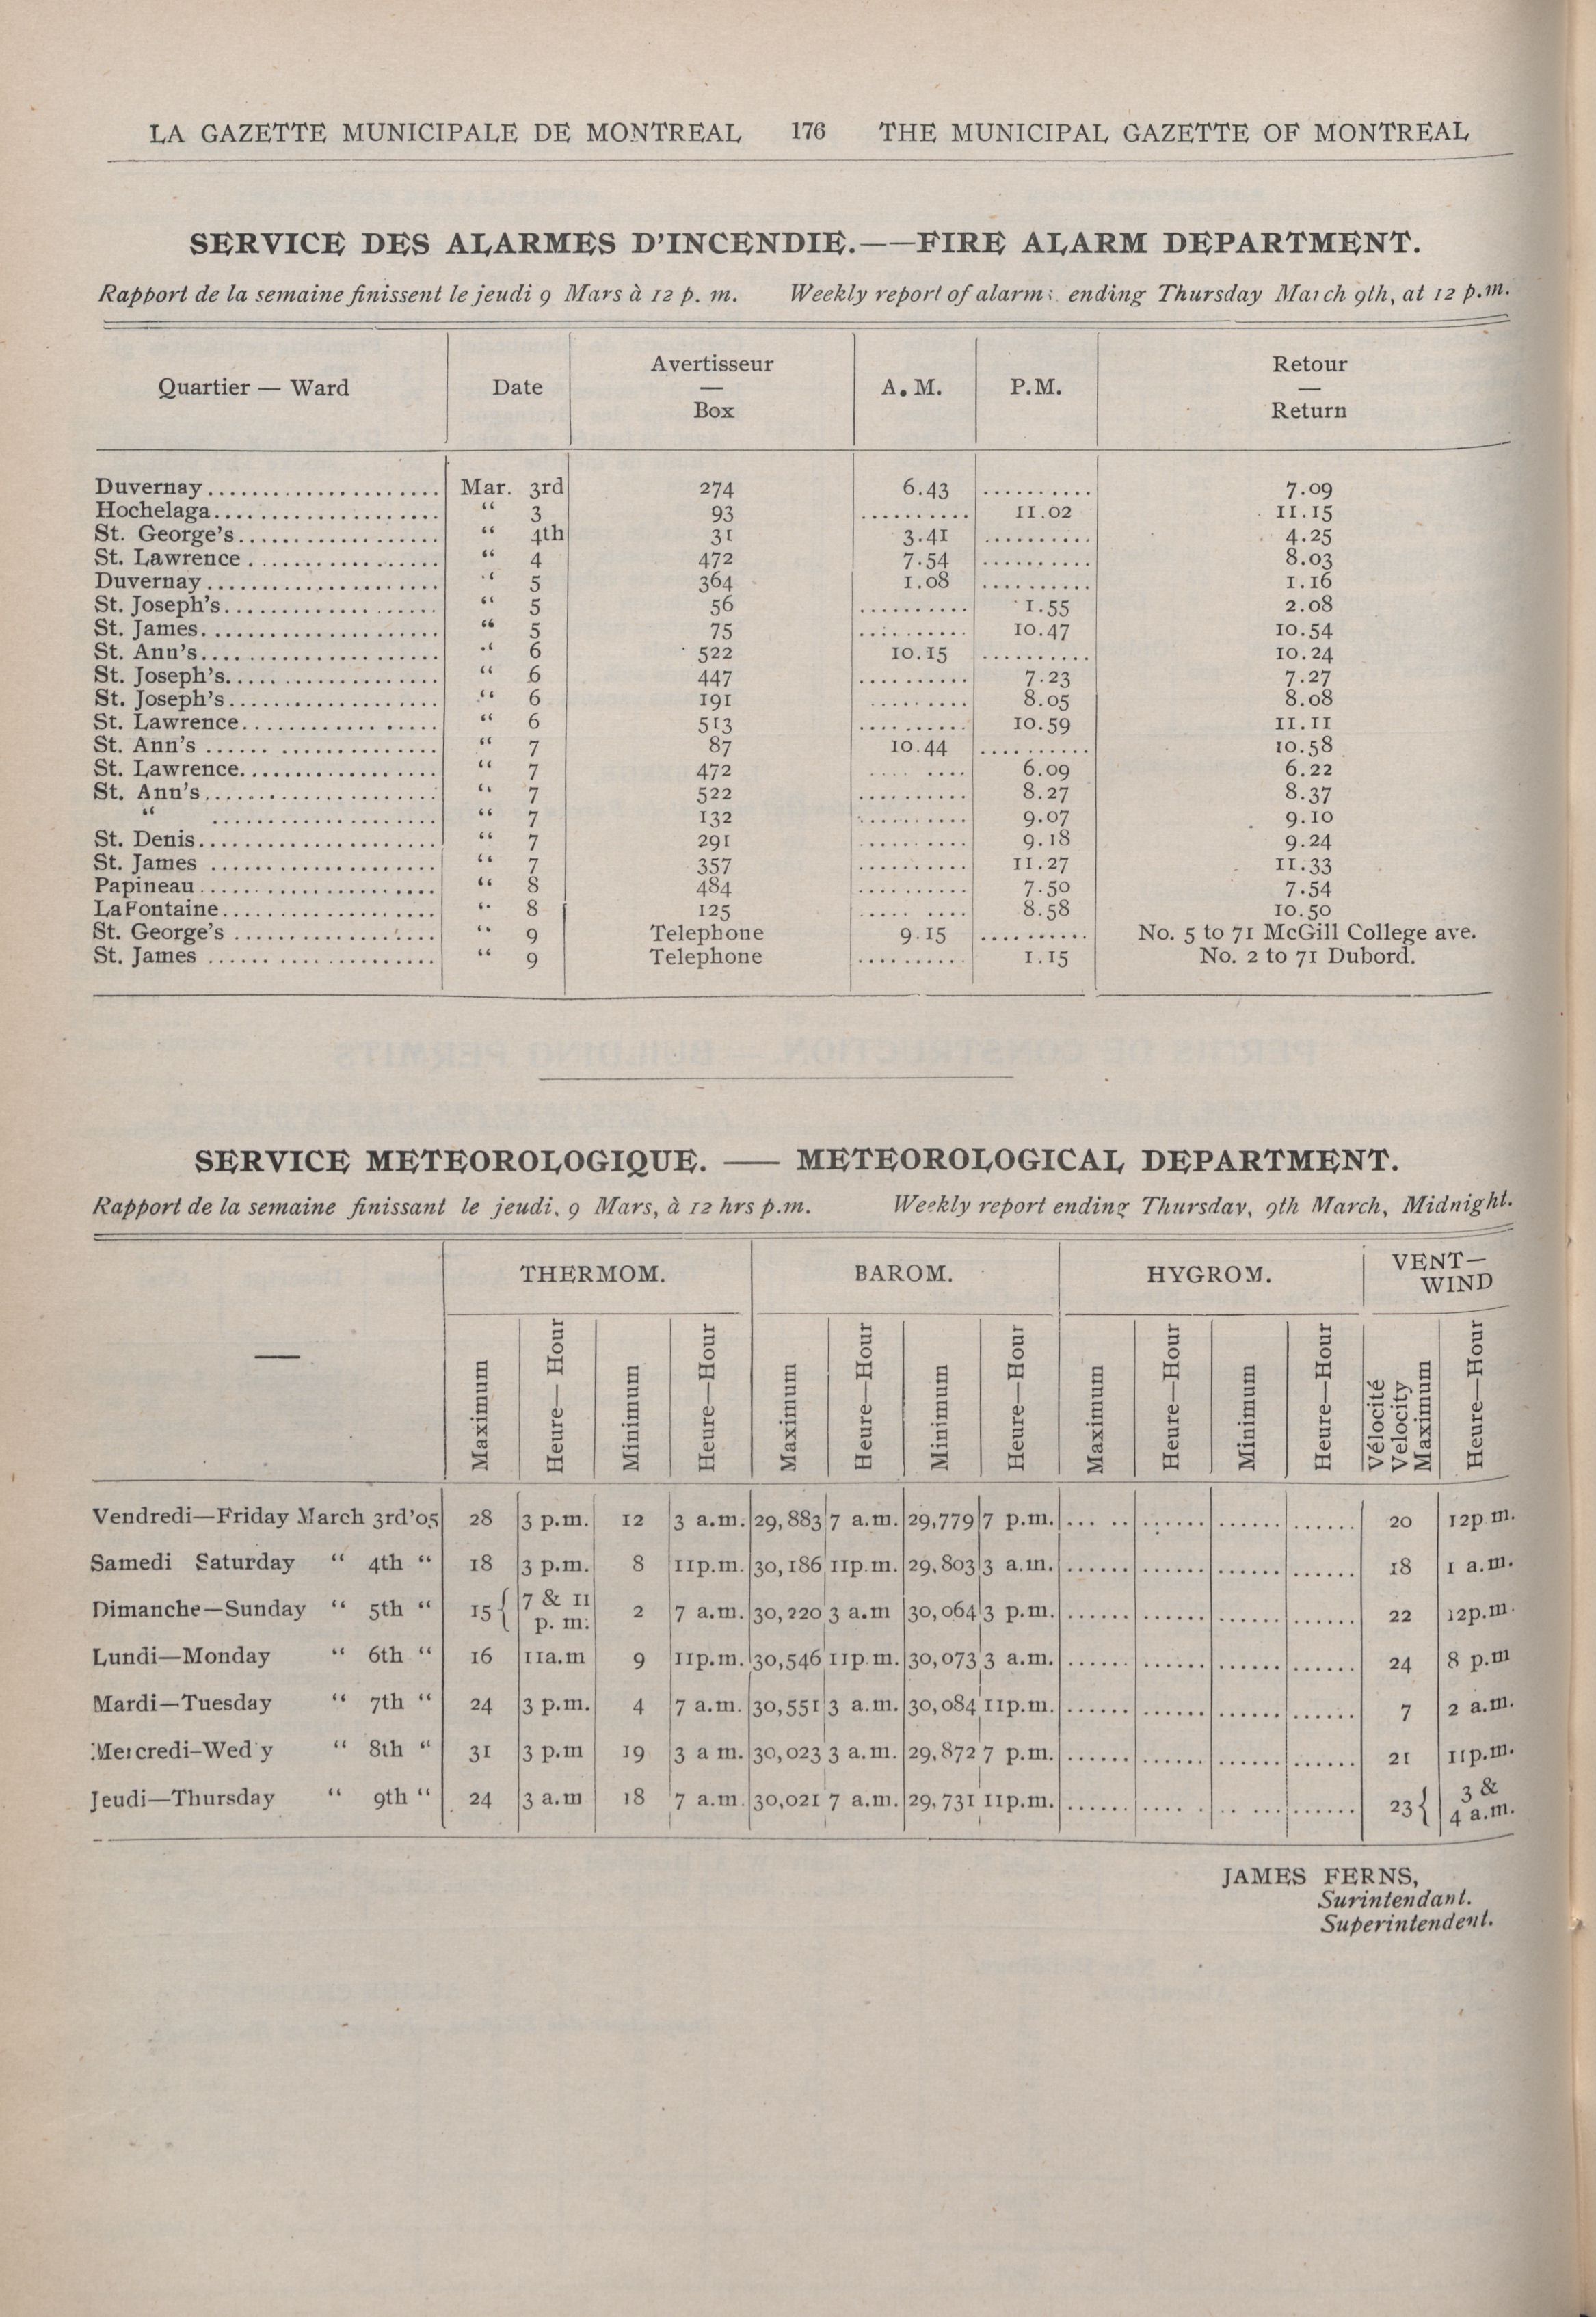 LA GAZETTE MUNICIPALE DE MONTREAL 176 THE MUNICIPAL GAZETTE OF MONTREAL
SERVICE DES ALARMES D'INCENDIE.——FIRE ALARM DEPARTMENT.
Rapport de la semaine finissent le jeudi 9 Mars à 12 p. m. Weekly report of alarms ending Thursday March 9th, at 12 p.m.
Quartier — Ward Date Avertisseur — Box A. M. P.M. Retour — Return
Duvernay...................... Mar. 3rd 274 6.43 .......... 7.09
Hochelaga..................... “ 3 93 .......... 11.02 11.15
St. George's................... “ 4th 31 3.41 .......... 4.25
St. Lawrence .................. “ 4 472 7.54 .......... 8.03
Duvernay...................... “ 5 364 1.08 .......... 1.16
St. Joseph's.................... “ 5 56 .......... 1.55 2.08
St. James...................... “ 5 75 .......... 10.47 10.54
St. Ann's...................... “ 6 522 10.15 .......... 10.24
St. Joseph's.................... “ 6 447 .......... 7.23 7.27
St. Joseph's.................... “ 6 191 .......... 8.05 8.08
St. Lawrence.................. “ 6 513 .......... 10.59 11.11
St. Ann's ...................... “ 7 87 10.44 .......... 10.58
St. Lawrence.................. “ 7 472 .... .... 6.09 6.22
St. Ann's...................... “ 7 522 .......... 8.27 8.37
“ ..................... “ 7 132 .......... 9.07 9.10
St. Denis...................... “ 7 291 .......... 9.18 9.24
St. James ..................... “ 7 357 .......... 11.27 11.33
Papineau...................... “ 8 484 .......... 7.50 7.54
LaFontaine.................... “ 8 125 ..... .... 8.58 10.50
St. George's ................... “ 9 Telephone 9.15 .......... No. 5 to 71 McGill College ave.
St. James ..................... “ 9 Telephone .......... 1.15 No. 2 to 71 Dubord.
SERVICE METEOROLOGIQUE. —— METEOROLOGICAL DEPARTMENT.
Rapport de la semaine finissant le jeudi, 9 Mars, à 12 hrs p.m. Weekly report ending Thursday, 9th March, Midnight.
THERMOM. BAROM. HYGROM. VENT—
WIND
— Maximum Heure—Hour Minimum Heure—Hour Maximum Heure—Hour Minimum Heure—Hour Maximum Heure—Hour Minimum Heure—Hour Vélocité Velocity Maximum Heure—Hour
Vendredi—Friday March 3rd'05 28 3 p.m. 12 3 a.m. 29,883 7 a.m. 29,779 7 p.m. ... .. ...... ...... ...... 20 12p m.
Samedi Saturday “ 4th “ 18 3 p.m. 8 11p.m. 30,186 11p.m. 29,803 3 a.m. ...... ...... ...... ...... 18 1 a.m.
Dimanche—Sunday “ 5th “ 15 { 7 & 11 p. m. 2 7 a.m. 30,220 3 a.m 30,064 3 p.m. ...... ...... ...... ...... 22 12p.m.
Lundi—Monday “ 6th “ 16 11a.m 9 11p.m. 30,546 11p.m. 30,073 3 a.m. ...... ...... ...... ...... 24 8 p.m
Mardi—Tuesday “ 7th “ 24 3 p.m. 4 7 a.m. 30,551 3 a.m. 30,084 11p.m. ...... ...... ...... ...... 7 2 a.m.
Mercredi-Wed'y “ 8th “ 31 3 p.m 19 3 a m. 30,023 3 a.m. 29,872 7 p.m. ...... ...... ...... ...... 21 11p.m.
Jeudi—Thursday “ 9th “ 24 3 a.m 18 7 a.m. 30,021 7 a.m. 29,731 11p.m. ...... .... . .. ... ...... 23 { 3 & 4 a.m.
JAMES FERNS,
Surintendant.
Superintendent.